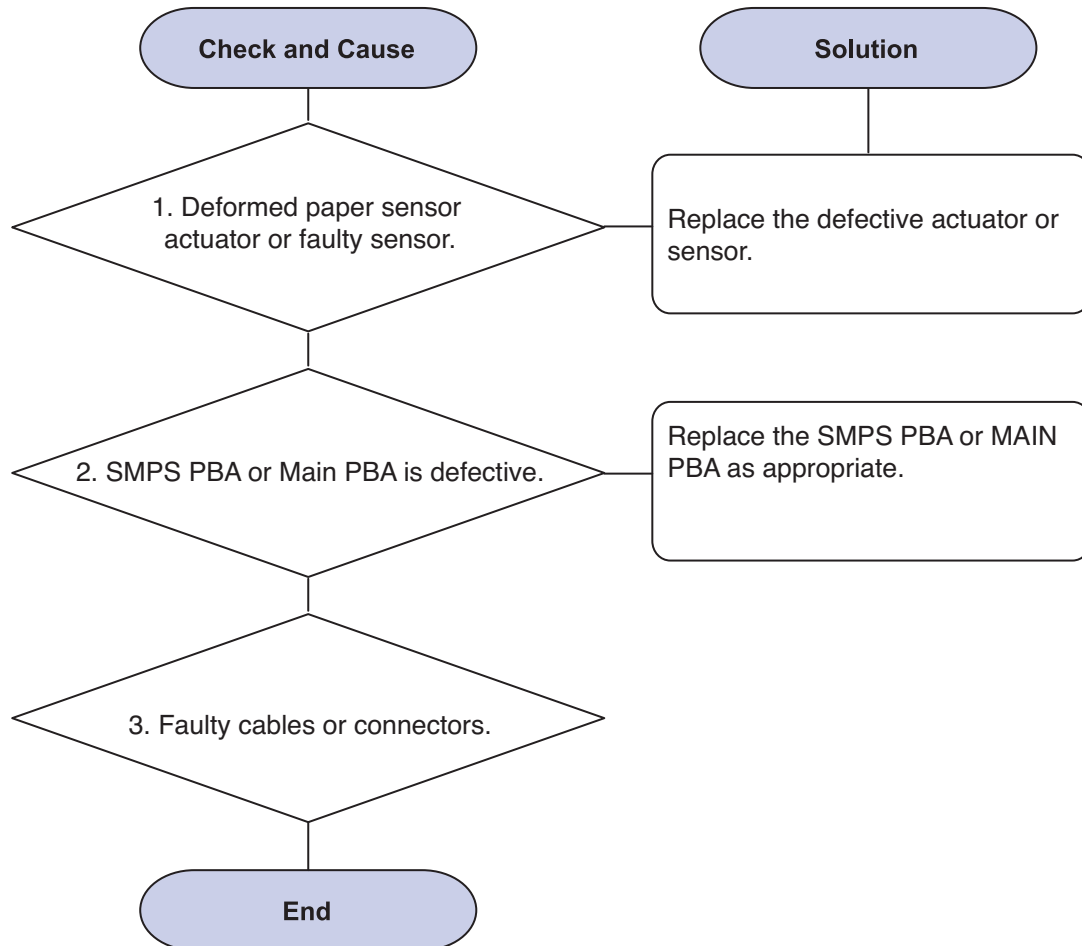 Check and Cause
Solution
1. Deformed paper sensor
actuator or faulty sensor.
Replace the defective actuator or
sensor.
2. SMPS PBA or Main PBA is defective.
Replace the SMPS PBA or MAIN
PBA as appropriate.
3. Faulty cables or connectors.
End